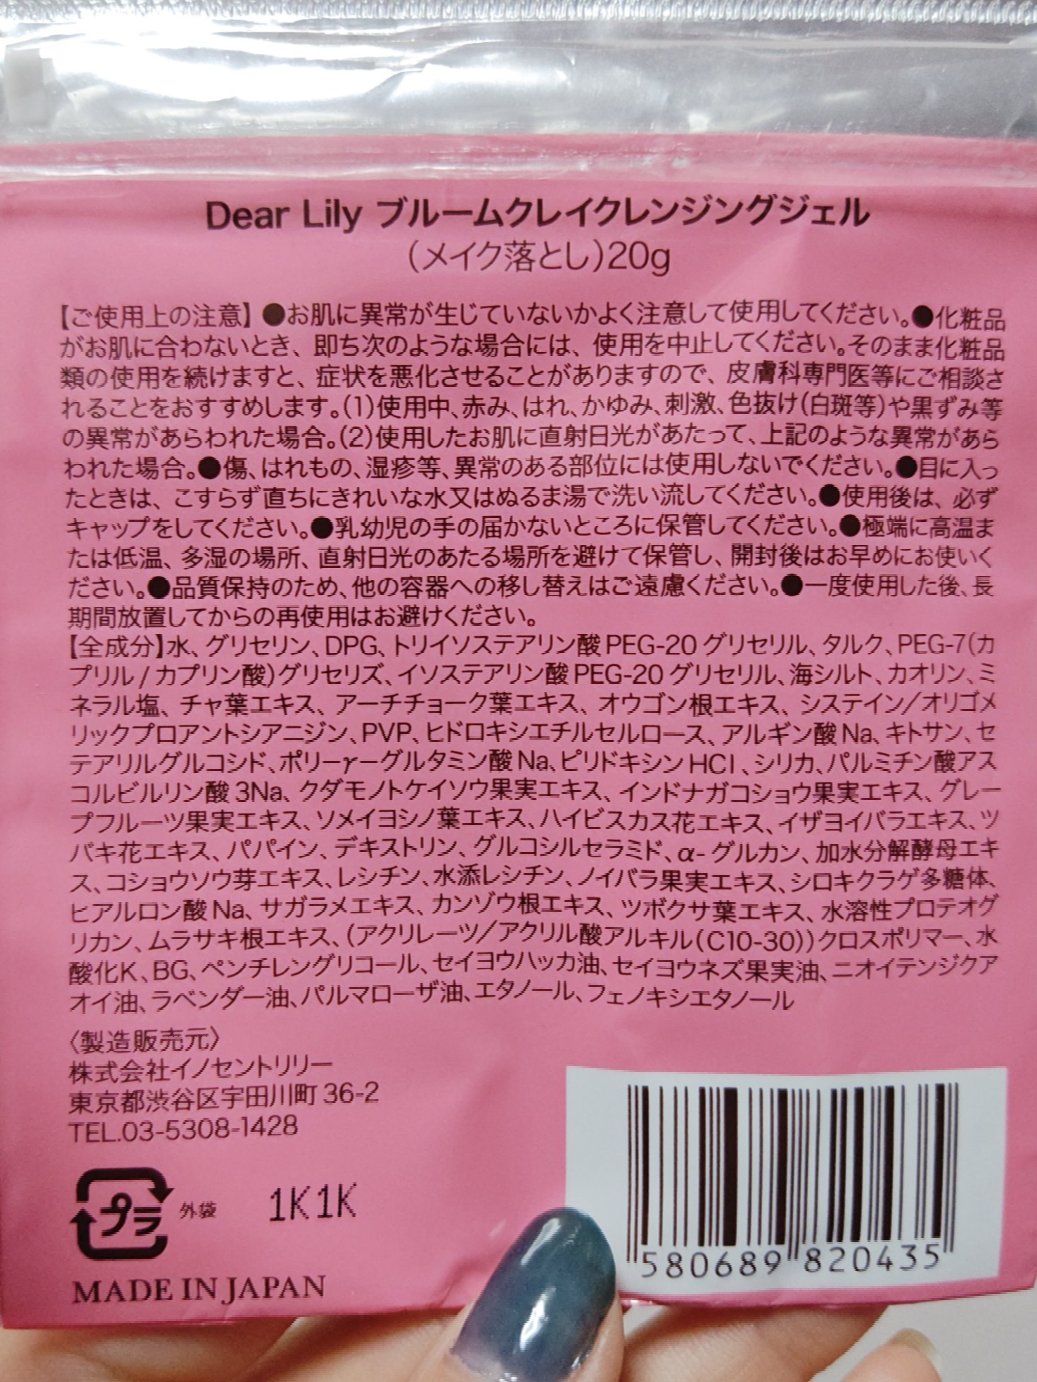 Dear Lily ブルームクレイクレンジングジェル
(メイク落とし)20g
【ご使用上の注意】●お肌に異常が生じていないかよく注意して使用してください。●化粧品
がお肌に合わないとき、即ち次のような場合には、使用を中止してください。そのまま化粧品
類の使用を続けますと、症状を悪化させることがありますので、皮膚科専門医等にご相談さ
れることをおすすめします。(1)使用中、赤み、はれ、かゆみ、刺激、色抜け(白斑等)や黒ずみ等
の異常があらわれた場合。(2)使用したお肌に直射日光があたって、上記のような異常があら
われた場合。●傷、はれもの、湿疹等、異常のある部位には使用しないでください。●目に入っ
たときは、こすらず直ちにきれいな水又はぬるま湯で洗い流してください。●使用後は、必ず
キャップをしてください。●乳幼児の手の届かないところに保管してください。●極端に高温ま
たは低温、多湿の場所、直射日光のあたる場所を避けて保管し、開封後はお早めにお使いく
ださい。●品質保持のため、他の容器への移し替えはご遠慮ください。●一度使用した後、長
期間放置してからの再使用はお避けください。
【全成分】水、グリセリン、DPG、トリイソステアリン酸PEG-20グリセリル、タルク、PEG-7(カ
プリル/カプリン酸)グリセリズ、イソステアリン酸PEG-20グリセリル、海シルト、カオリン、ミ
ネラル塩、チャ葉エキス、アーチチョーク葉エキス、オウゴン根エキス、システイン/オリゴメ
リックプロアントシアニジン、PVP、ヒドロキシエチルセルロース、アルギン酸Na、キトサン、セ
テアリルグルコシド、ポリ-γ-グルタミン酸Na、ピリドキシンHCl、シリカ、パルミチン酸アス
コルビルリン酸3Na、クダモノトケイソウ果実エキス、インドナガコショウ果実エキス、グレー
プフルーツ果実エキス、ソメイヨシノ葉エキス、ハイビスカス花エキス、イザヨイバラエキス、ツ
バキ花エキス、パパイン、デキストリン、グルコシルセラミド、α-グルカン、加水分解酵母エキ
ス、コショウソウ芽エキス、レシチン、水添レシチン、ノイバラ果実エキス、シロキクラゲ多糖体、
ヒアルロン酸Na、サガラメエキス、カンゾウ根エキス、ツボクサ葉エキス、水溶性プロテオグ
リカン、ムラサキ根エキス、(アクリレーツ/アクリル酸アルキル(C10-30))クロスポリマー、水
酸化K、BG、ペンチレングリコール、セイヨウハッカ油、セイヨウネズ果実油、ニオイテンジクア
オイ油、ラベンダー油、パルマローザ油、エタノール、フェノキシエタノール
〈製造販売元〉
株式会社イノセントリリー
東京都渋谷区宇田川町36-2
TEL.03-5308-1428
プラ 外袋 1K1K
MADE IN JAPAN
580689 820435